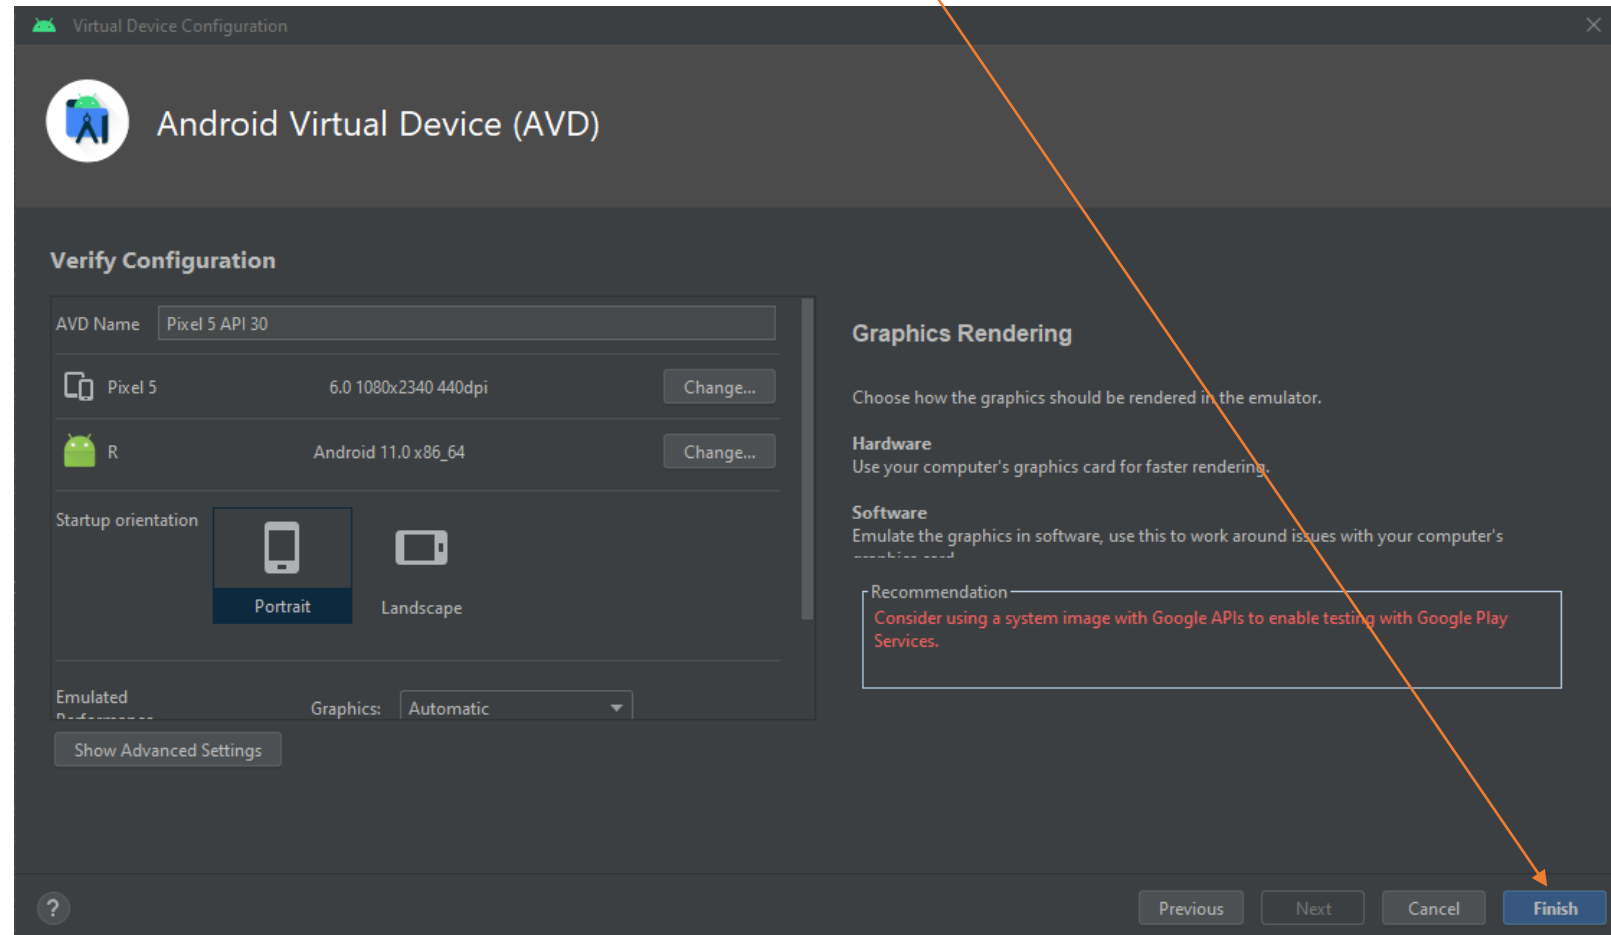 Virtual Device Configuration
Android Virtual Device (AVD)
Verify Configuration
AVD Name Pixel 5 API 30
Pixel 5 6.0 1080x2340 440dpi Change...
R Android 11.0 x86_64 Change...
Startup orientation
Portrait
Landscape
Emulated
Graphics: Automatic
Show Advanced Settings
Graphics Rendering
Choose how the graphics should be rendered in the emulator.
Hardware
Use your computer's graphics card for faster rendering.
Software
Emulate the graphics in software, use this to work around issues with your computer's
Recommendation
Consider using a system image with Google APIs to enable testing with Google Play
Services.
?
Previous Next Cancel Finish